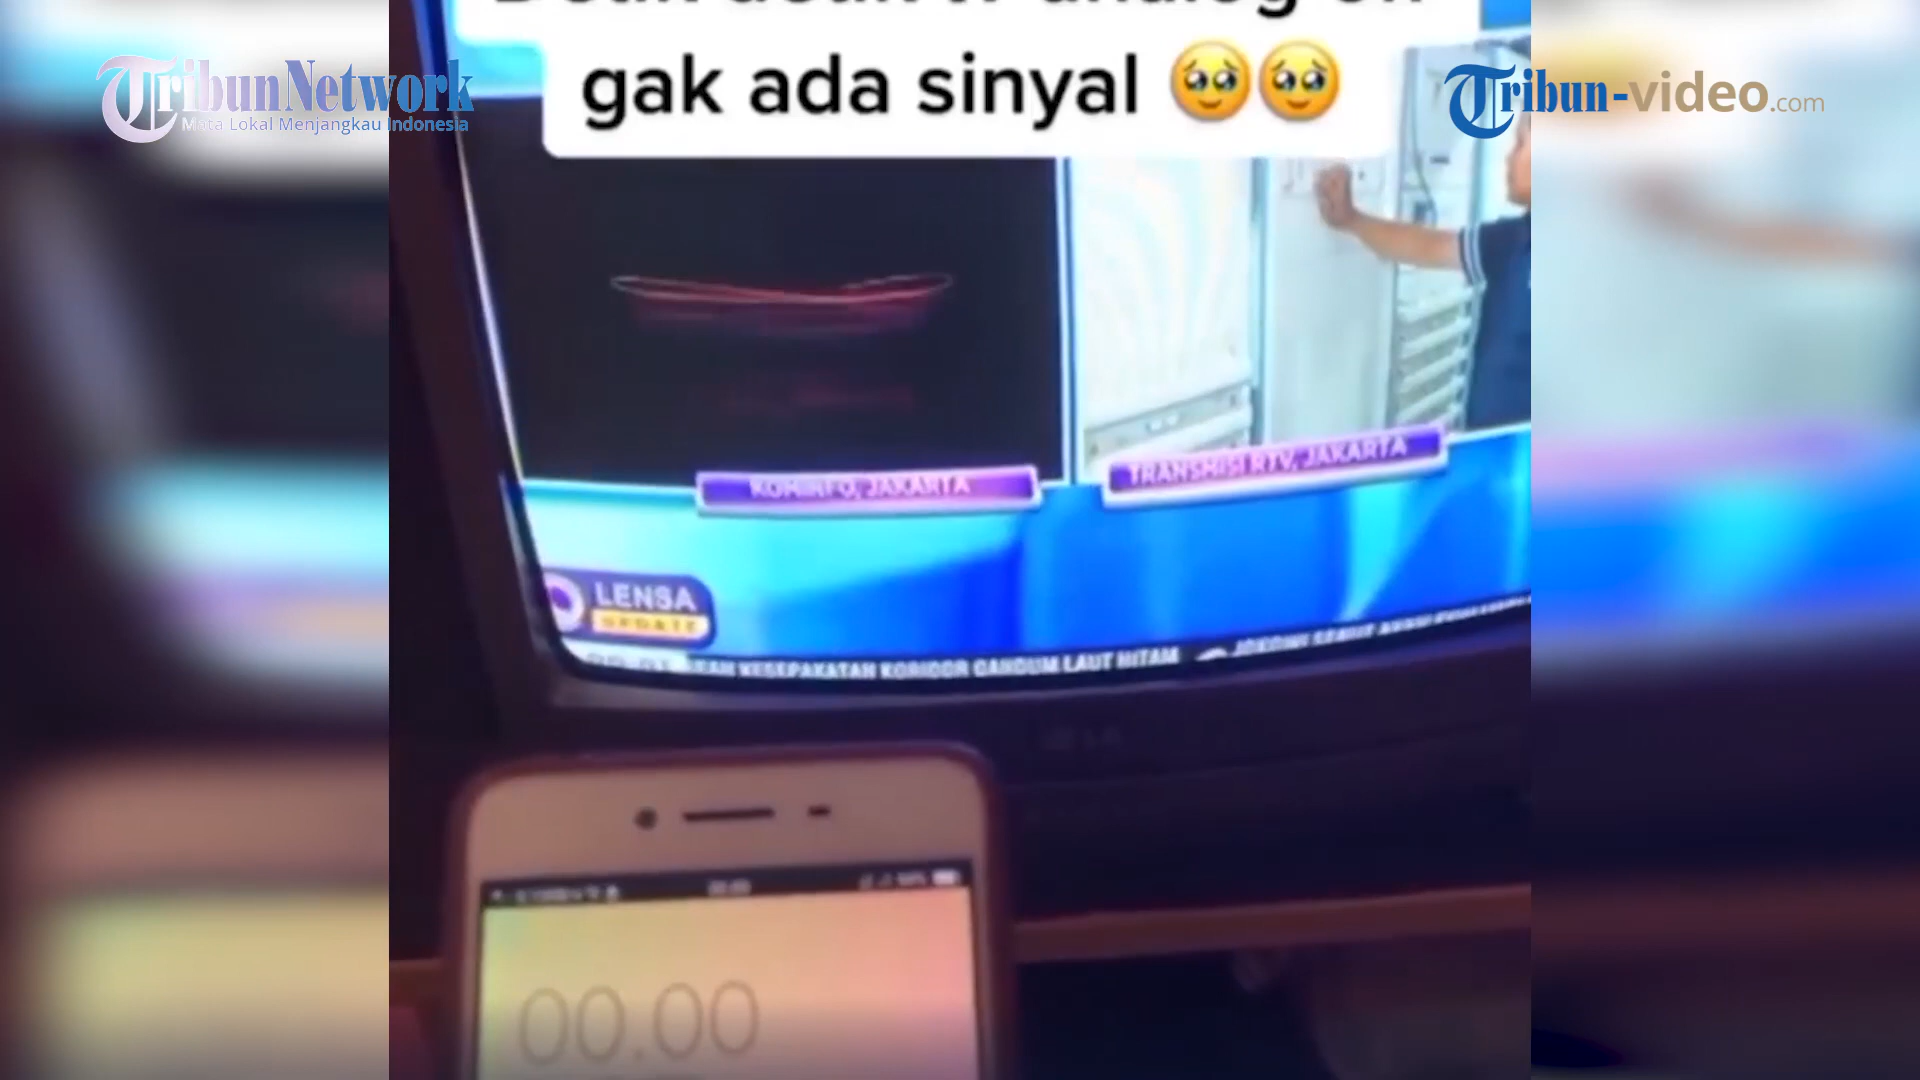 gak ada sinyal 🥹🥹
TribunNetwork
Mata Lokal Menjangkau Indonesia
Tribun-video.com
KOMINFO, JAKARTA
TRANSMISI RTV, JAKARTA
LENSA
UPDATE
KESEPAKATAN KORIDOR GANDUM LAUT HITAM
JOKOWI
00.00